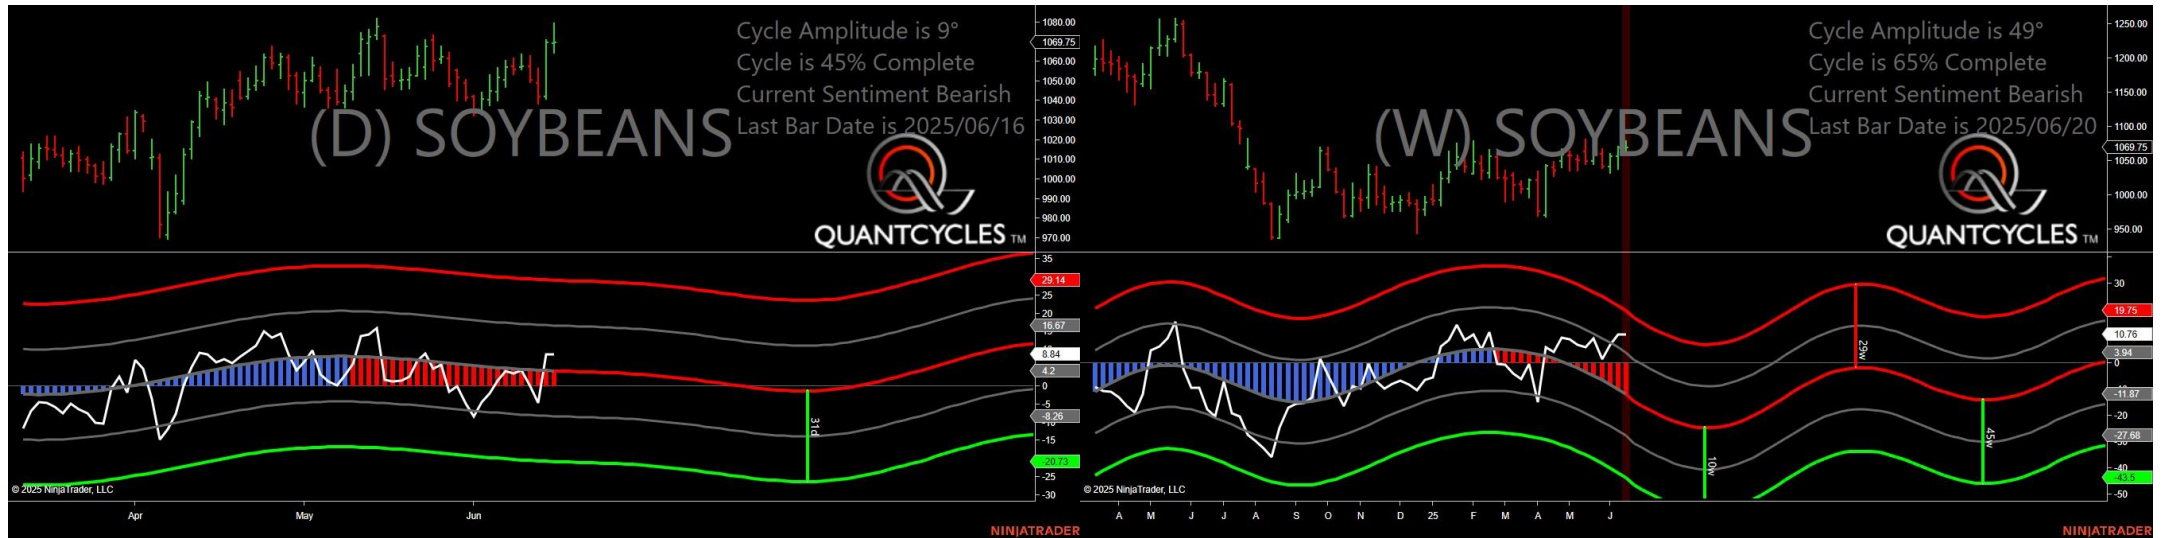 (D) SOYBEANS
Cycle Amplitude is 9°
Cycle is 45% Complete
Current Sentiment Bearish
Last Bar Date is 2025/06/16
QUANTCYCLES TM
1080.00
1069.75
1060.00
1050.00
1040.00
1030.00
1020.00
1010.00
1000.00
990.00
980.00
970.00
35
29.14
25
20
16.67
8.84
4.2
0
-5
-8.26
-15
-20.73
-25
-30
31d
© 2025 NinjaTrader, LLC
Apr
May
Jun
NINJATRADER
(W) SOYBEANS
Cycle Amplitude is 49°
Cycle is 65% Complete
Current Sentiment Bearish
Last Bar Date is 2025/06/20
QUANTCYCLES TM
1250.00
1200.00
1150.00
1100.00
1069.75
1050.00
1000.00
950.00
30
19.75
10.76
3.94
0
-11.87
-20
-27.68
-40
-43.5
-50
29w
10w
45w
© 2025 NinjaTrader, LLC
A M J J A S O N D 25 F M A M J
NINJATRADER